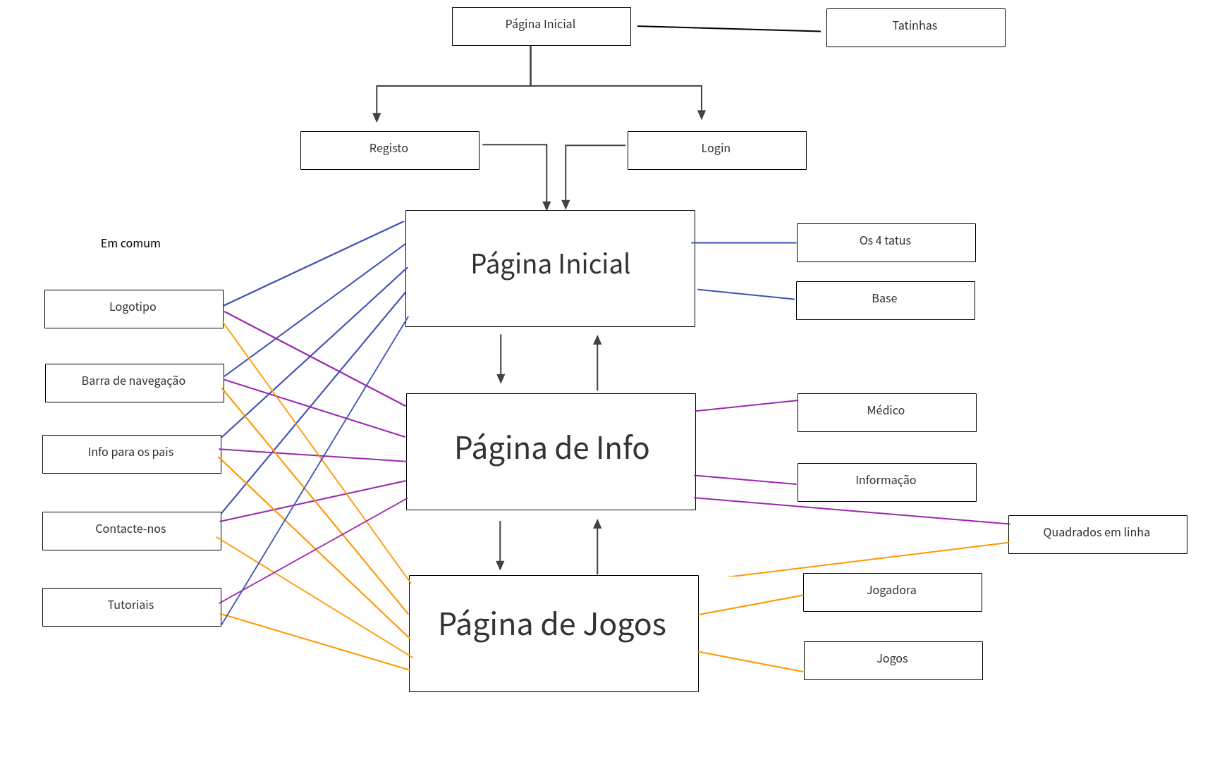 Página Inicial
Tatinhas
Registo
Login
Em comum
Página Inicial
Os 4 tatus
Base
Logotipo
Barra de navegação
Info para os pais
Contacte-nos
Tutoriais
Página de Info
Médico
Informação
Quadrados em linha
Página de Jogos
Jogadora
Jogos